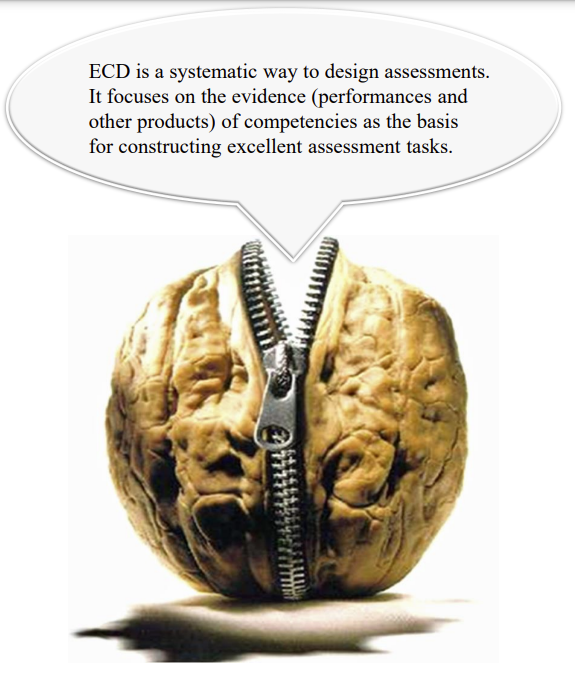 ECD is a systematic way to design assessments.
It focuses on the evidence (performances and
other products) of competencies as the basis
for constructing excellent assessment tasks.